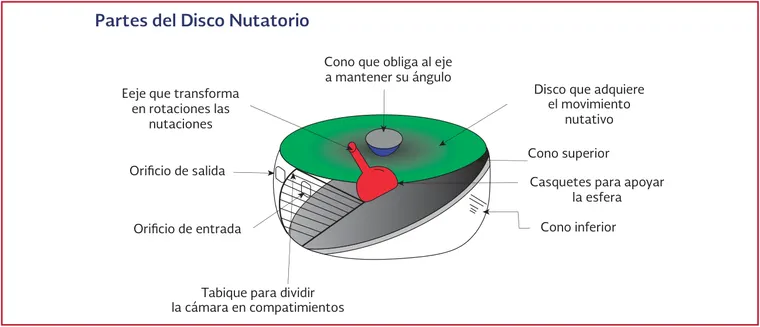 Partes del Disco Nutatorio
Cono que obliga al eje
a mantener su ángulo
Eeje que transforma
en rotaciones las
nutaciones
Disco que adquiere
el movimiento
nutativo
Cono superior
Orificio de salida
Casquetes para apoyar
la esfera
Orificio de entrada
Cono inferior
Tabique para dividir
la cámara en compatimientos